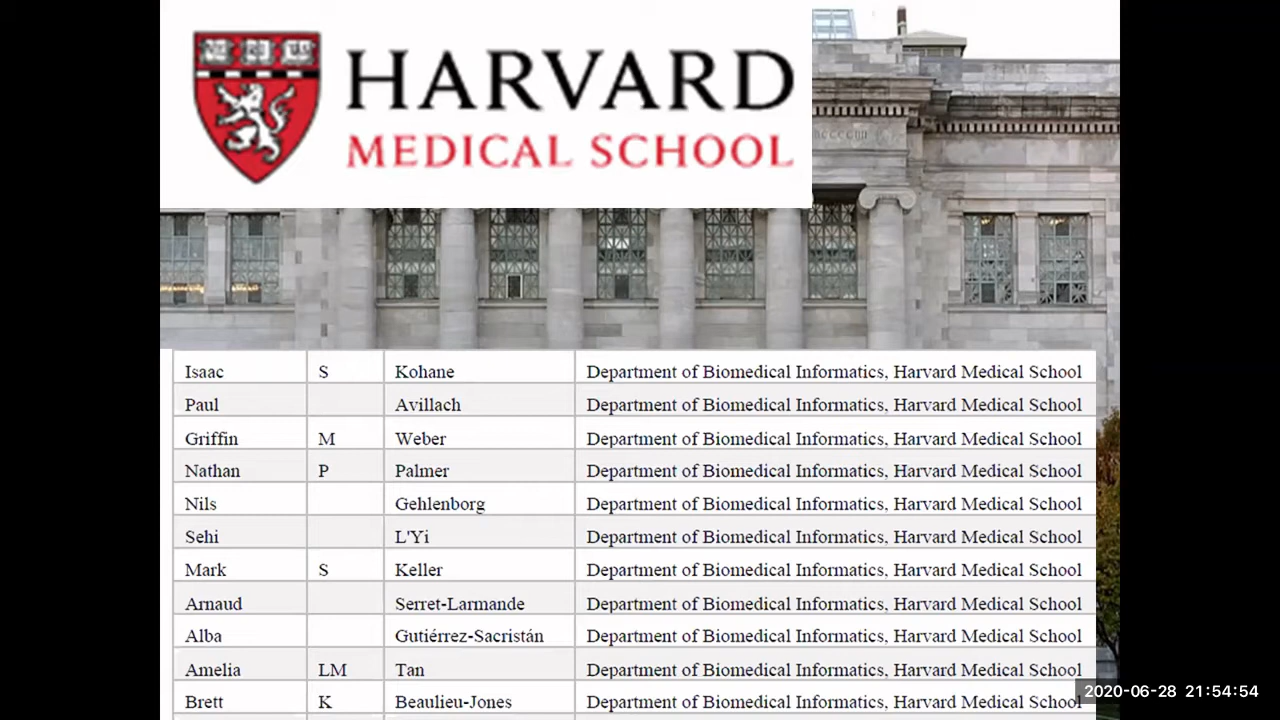 HARVARD
MEDICAL SCHOOL
Isaac S Kohane Department of Biomedical Informatics, Harvard Medical School
Paul Avillach Department of Biomedical Informatics, Harvard Medical School
Griffin M Weber Department of Biomedical Informatics, Harvard Medical School
Nathan P Palmer Department of Biomedical Informatics, Harvard Medical School
Nils Gehlenborg Department of Biomedical Informatics, Harvard Medical School
Sehi L'Yi Department of Biomedical Informatics, Harvard Medical School
Mark S Keller Department of Biomedical Informatics, Harvard Medical School
Arnaud Serret-Larmande Department of Biomedical Informatics, Harvard Medical School
Alba Gutiérrez-Sacristán Department of Biomedical Informatics, Harvard Medical School
Amelia LM Tan Department of Biomedical Informatics, Harvard Medical School
Brett K Beaulieu-Jones Department of Biomedical Informatics, Harvard Medical School
2020-06-28 21:54:54